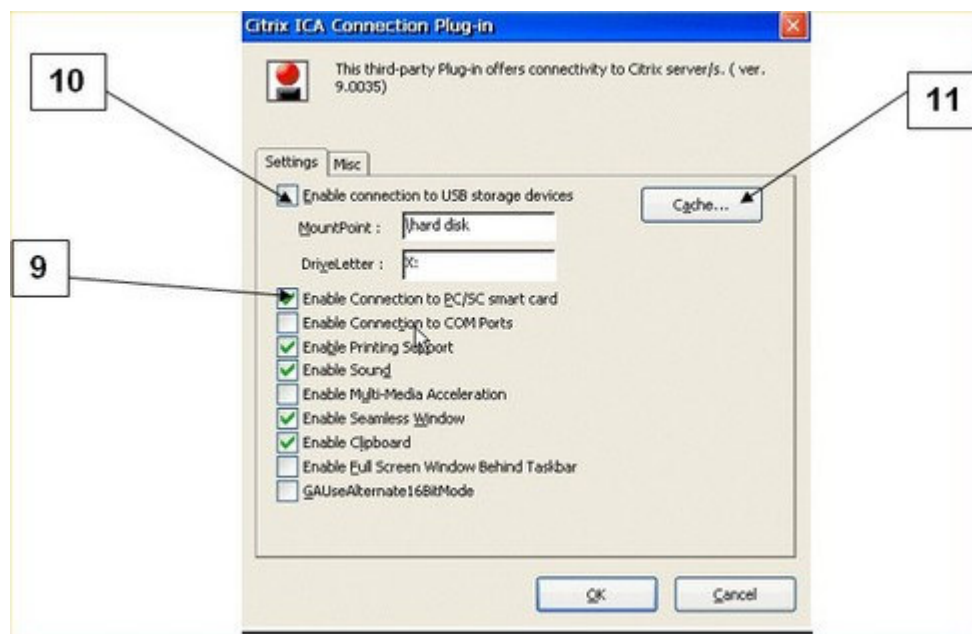 Citrix ICA Connection Plug-in
10
This third-party Plug-in offers connectivity to Citrix server/s. ( ver.
9.0035)
11
Settings
Misc
Enable connection to USB storage devices
Cache...
MountPoint :
\hard disk
9
DriveLetter :
X:
Enable Connection to PC/SC smart card
Enable Connection to COM Ports
Enable Printing Support
Enable Sound
Enable Mylti-Media Acceleration
Enable Seamless Window
Enable Clipboard
Enable Full Screen Window Behind Taskbar
GAUseAlternate16BitMode
OK
Cancel